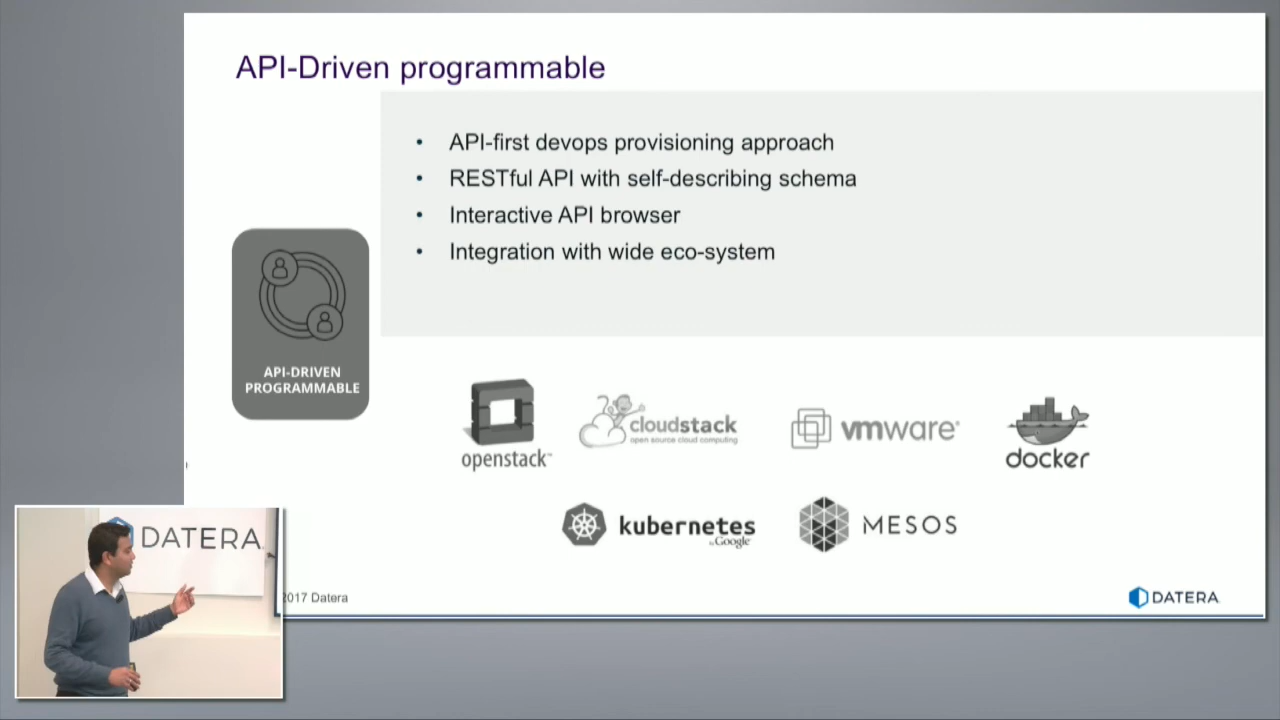 API-Driven programmable
• API-first devops provisioning approach
• RESTful API with self-describing schema
• Interactive API browser
• Integration with wide eco-system
API-DRIVEN
PROGRAMMABLE
openstack™
cloudstack
open source cloud computing
vmware®
docker
kubernetes
by Google
MESOS
2017 Datera
DATERA
DATERA